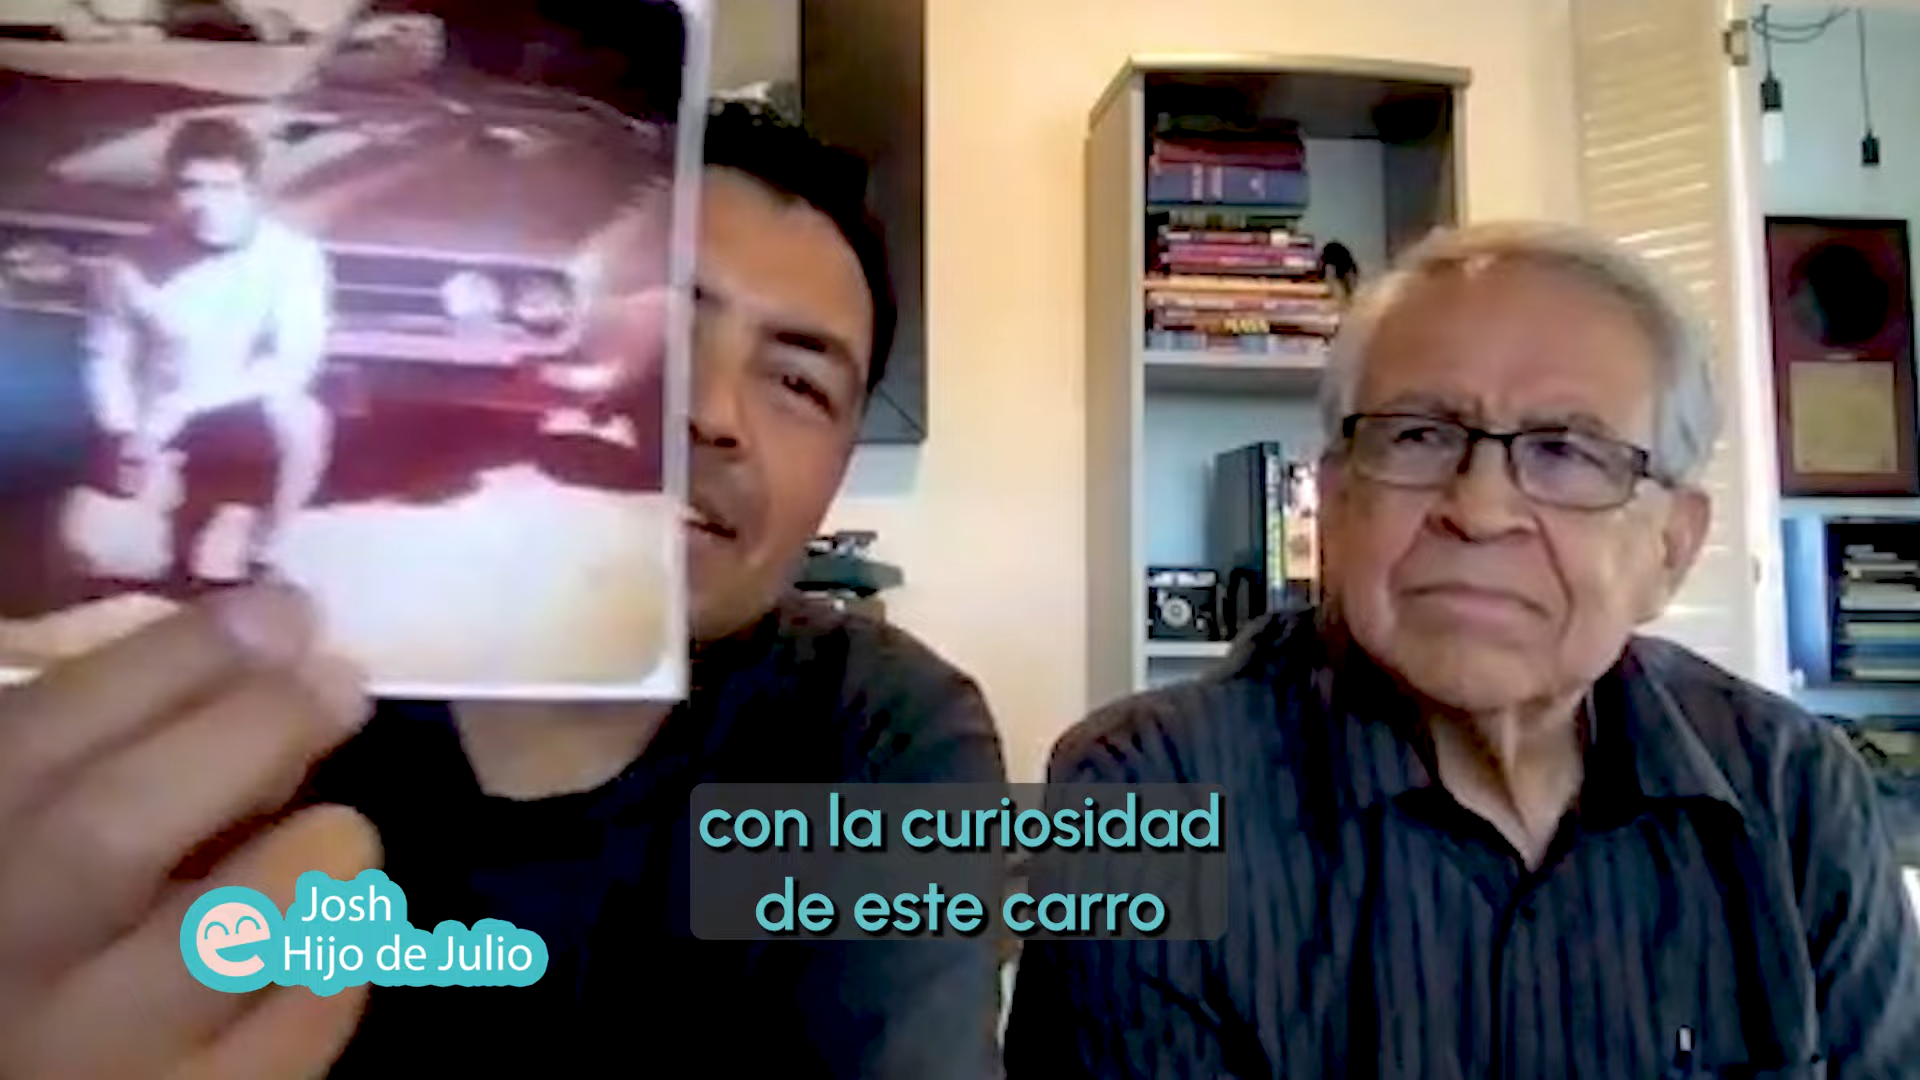 con la curiosidad
de este carro
Josh
Hijo de Julio